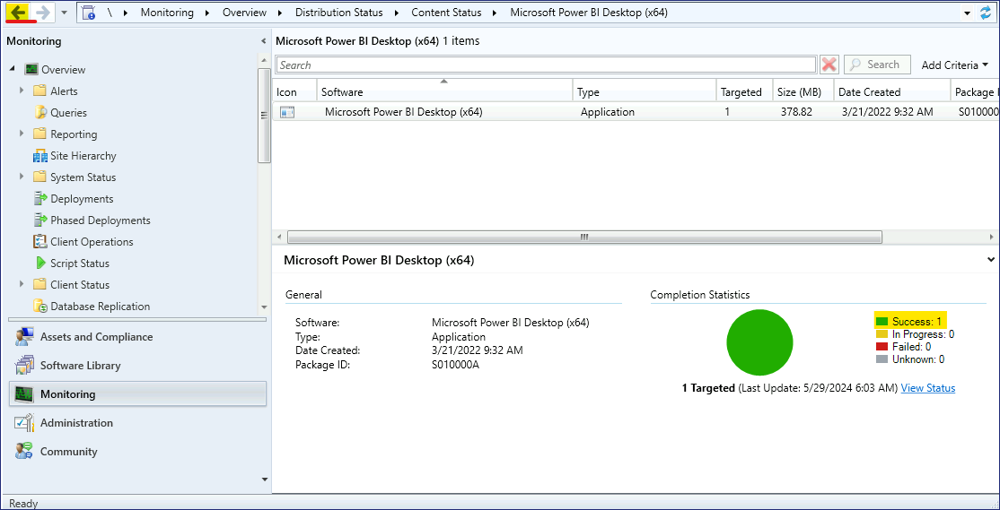 \ Monitoring Overview Distribution Status Content Status Microsoft Power BI Desktop (x64)
Monitoring
Overview
Alerts
Queries
Reporting
Site Hierarchy
System Status
Deployments
Phased Deployments
Client Operations
Script Status
Client Status
Database Replication
Assets and Compliance
Software Library
Monitoring
Administration
Community
Microsoft Power BI Desktop (x64) 1 items
Search Search Add Criteria
Icon Software Type Targeted Size (MB) Date Created Package I
Microsoft Power BI Desktop (x64) Application 1 378.82 3/21/2022 9:32 AM S010000
Microsoft Power BI Desktop (x64)
General
Software: Microsoft Power BI Desktop (x64)
Type: Application
Date Created: 3/21/2022 9:32 AM
Package ID: S010000A
Completion Statistics
Success: 1
In Progress: 0
Failed: 0
Unknown: 0
1 Targeted (Last Update: 5/29/2024 6:03 AM) View Status
Ready